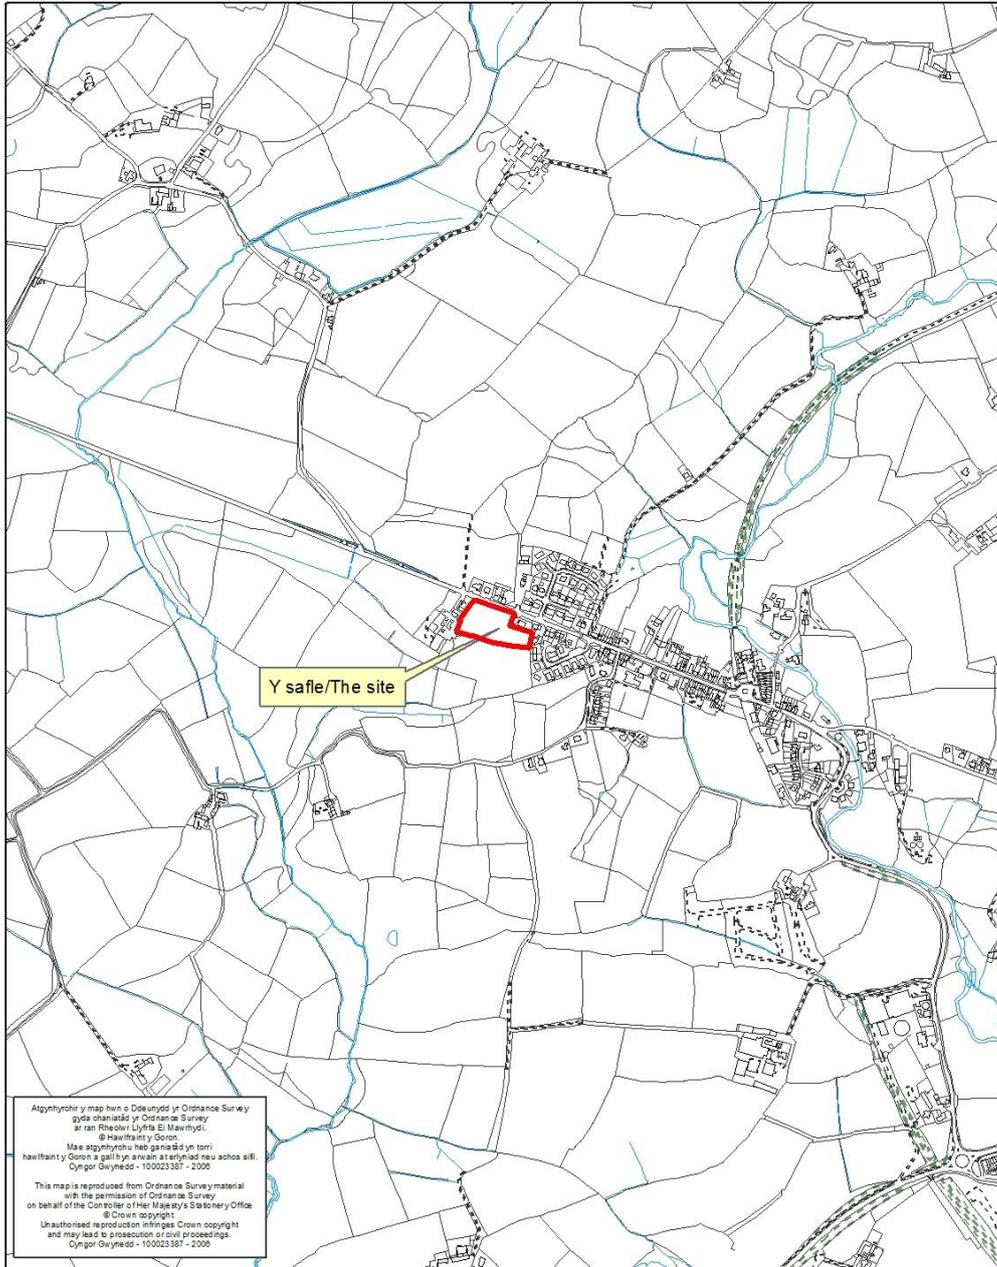 Y safle/The site
Atgynhyrchir y map hwn o Ddeunydd yr Ordnance Survey
gyda chaniatâd yr Ordnance Survey
ar ran Rheolwr Llyfrfa Ei Mawrhydi.
© Hawlfraint y Goron.
Mae atgynhyrchu heb ganiatâd yn torri
hawlfraint y Goron a gall hyn arwain at erlyniad neu achos sifil.
Cyngor Gwynedd - 100023387 - 2006
This map is reproduced from Ordnance Survey material
with the permission of Ordnance Survey
on behalf of the Controller of Her Majesty's Stationery Office
© Crown copyright.
Unauthorised reproduction infringes Crown copyright
and may lead to prosecution or civil proceedings.
Cyngor Gwynedd - 100023387 - 2006